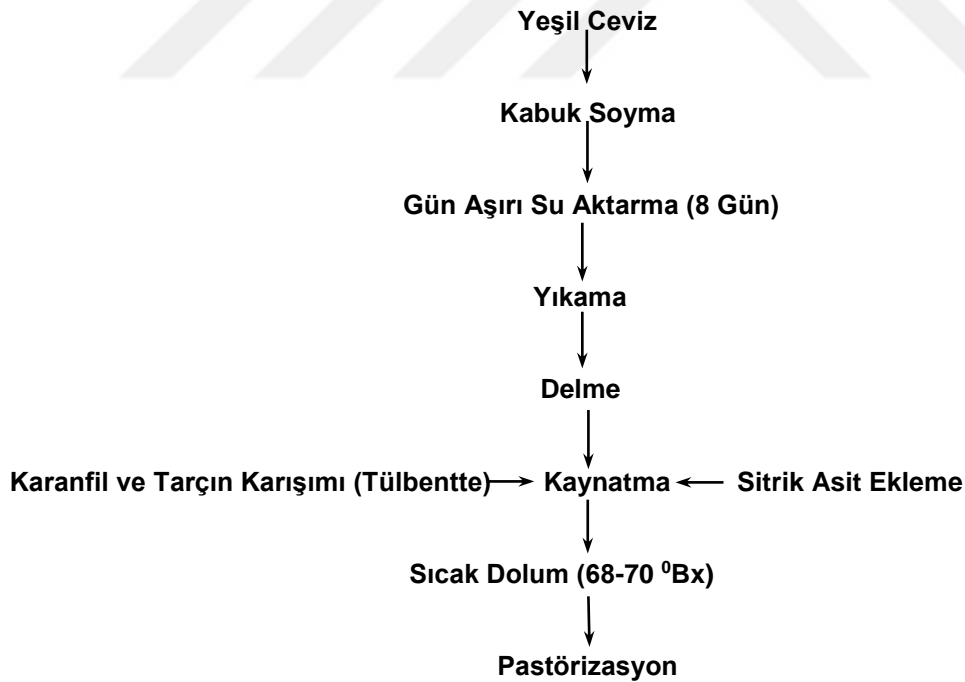 Yeşil Ceviz
Kabuk Soyma
Gün Aşırı Su Aktarma (8 Gün)
Yıkama
Delme
Karanfil ve Tarçın Karışımı (Tülbentte)
Kaynatma
Sitrik Asit Ekleme
Sıcak Dolum (68-70 ⁰Bx)
Pastörizasyon